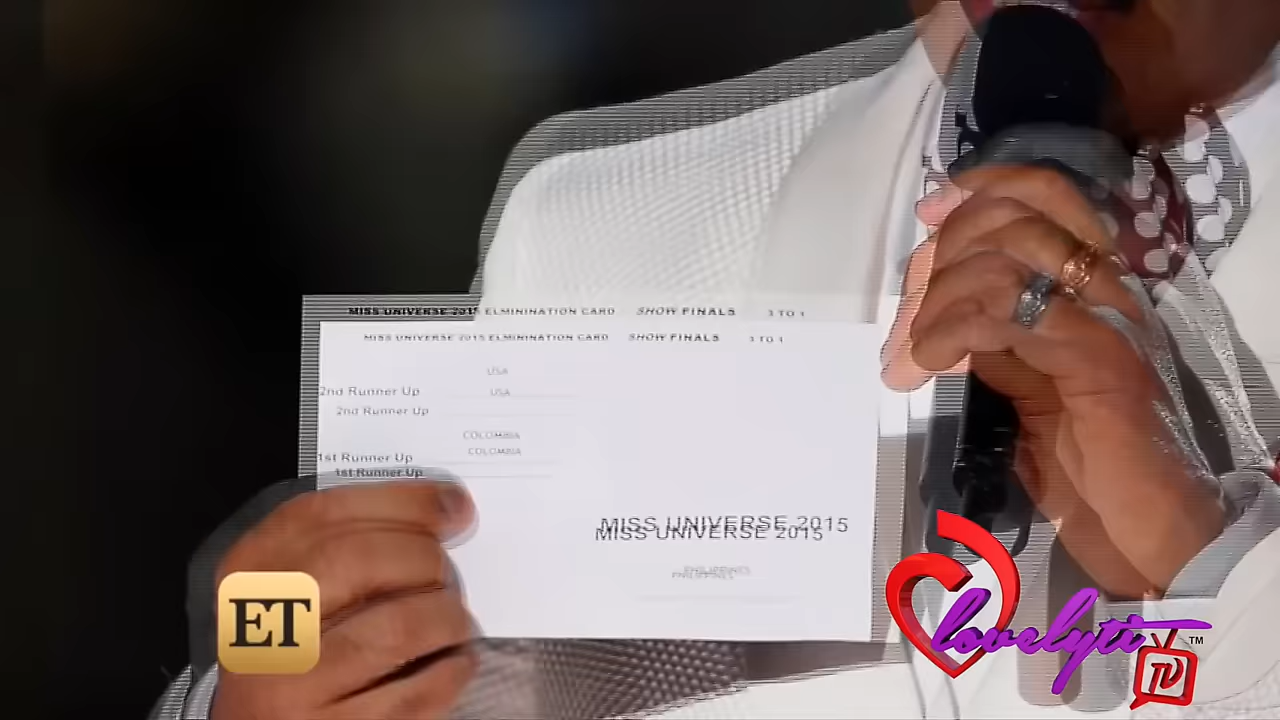 MISS UNIVERSE 2015 ELMININATION CARD SHOW FINALS 3 TO 1
MISS UNIVERSE 2015 ELMININATION CARD SHOW FINALS 3 TO 1
USA
2nd Runner Up USA
2nd Runner Up
COLOMBIA
1st Runner Up COLOMBIA
1st Runner Up
MISS UNIVERSE 2015
MISS UNIVERSE 2015
PHILIPPINES
PHILIPPINES
ET
lovelyti TM
TV